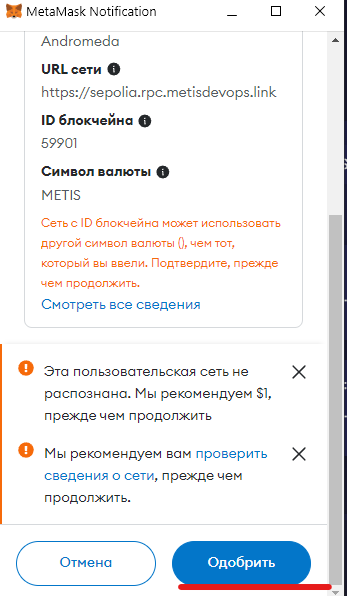 MetaMask Notification
Andromeda
URL сети
https://sepolia.rpc.metisdevops.link
ID блокчейна
59901
Символ валюты
METIS
Сеть с ID блокчейна может использовать
другой символ валюты (), чем тот,
который вы ввели. Подтвердите, прежде
чем продолжить.
Смотреть все сведения
Эта пользовательская сеть не
распознана. Мы рекомендуем $1,
прежде чем продолжить
Мы рекомендуем вам проверить
сведения о сети, прежде чем
продолжить.
Отмена
Одобрить